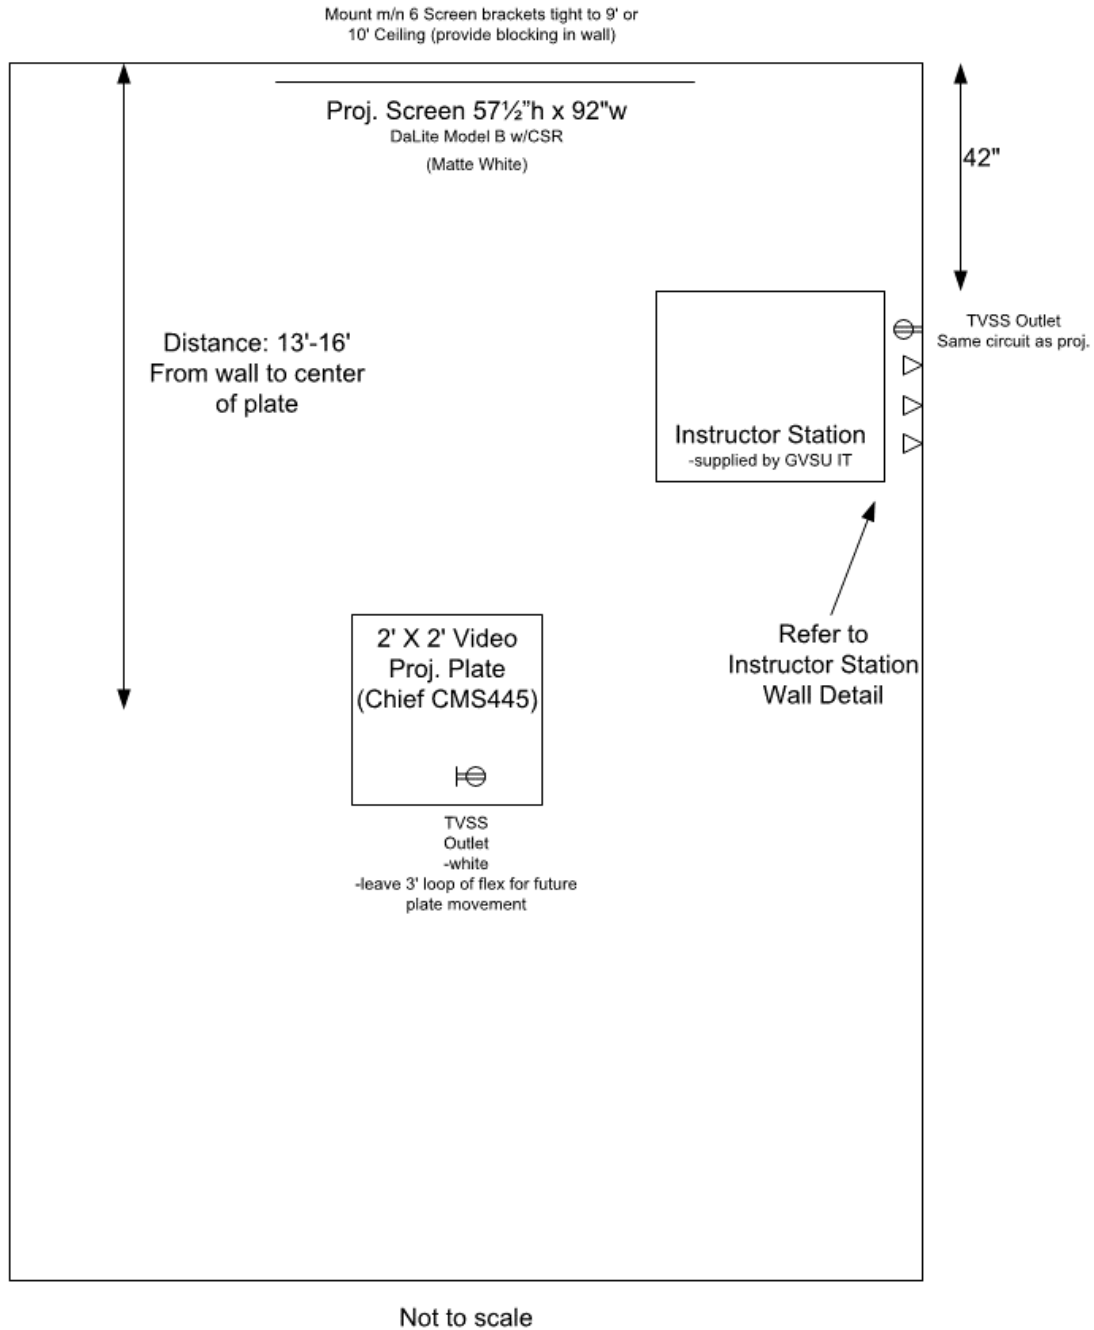 Mount m/n 6 Screen brackets tight to 9' or
10' Ceiling (provide blocking in wall)
Proj. Screen 57½”h x 92"w
DaLite Model B w/CSR
(Matte White)
42"
TVSS Outlet
Same circuit as proj.
Distance: 13'-16'
From wall to center
of plate
Instructor Station
-supplied by GVSU IT
Refer to
Instructor Station
Wall Detail
2' X 2' Video
Proj. Plate
(Chief CMS445)
TVSS
Outlet
-white
-leave 3' loop of flex for future
plate movement
Not to scale